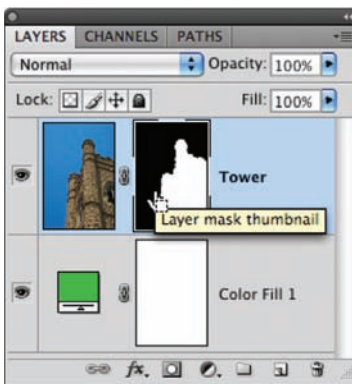 LAYERS CHANNELS PATHS
Normal Opacity: 100%
Lock: Fill: 100%
Tower
Layer mask thumbnail
Color Fill 1
fx.